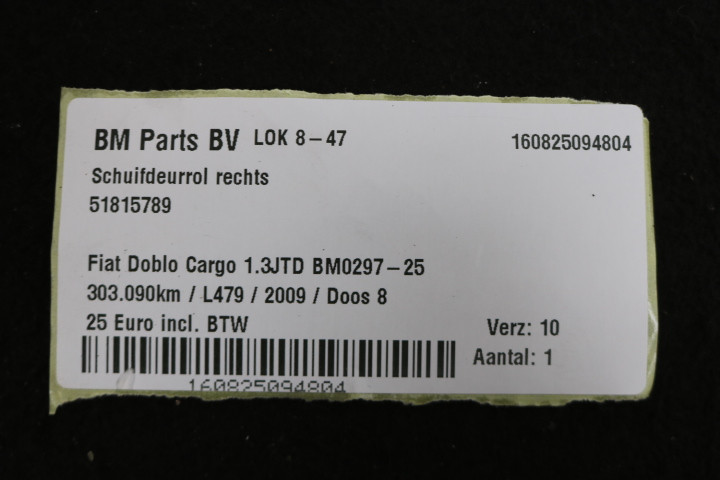 BM Parts BV LOK 8-47 160825094804
Schuifdeurrol rechts
51815789
Fiat Doblo Cargo 1.3JTD BM0297-25
303.090km / L479 / 2009 / Doos 8
25 Euro incl. BTW
Verz: 10
Aantal: 1
160825094804